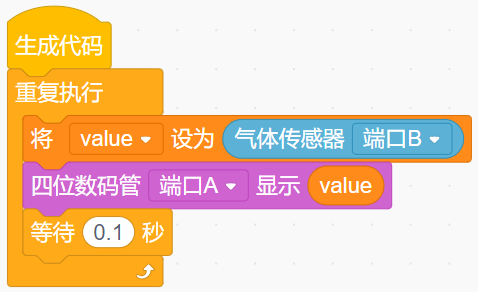 生成代码
重复执行
将 value 设为 气体传感器 端口B
四位数码管 端口A 显示 value
等待 0.1 秒